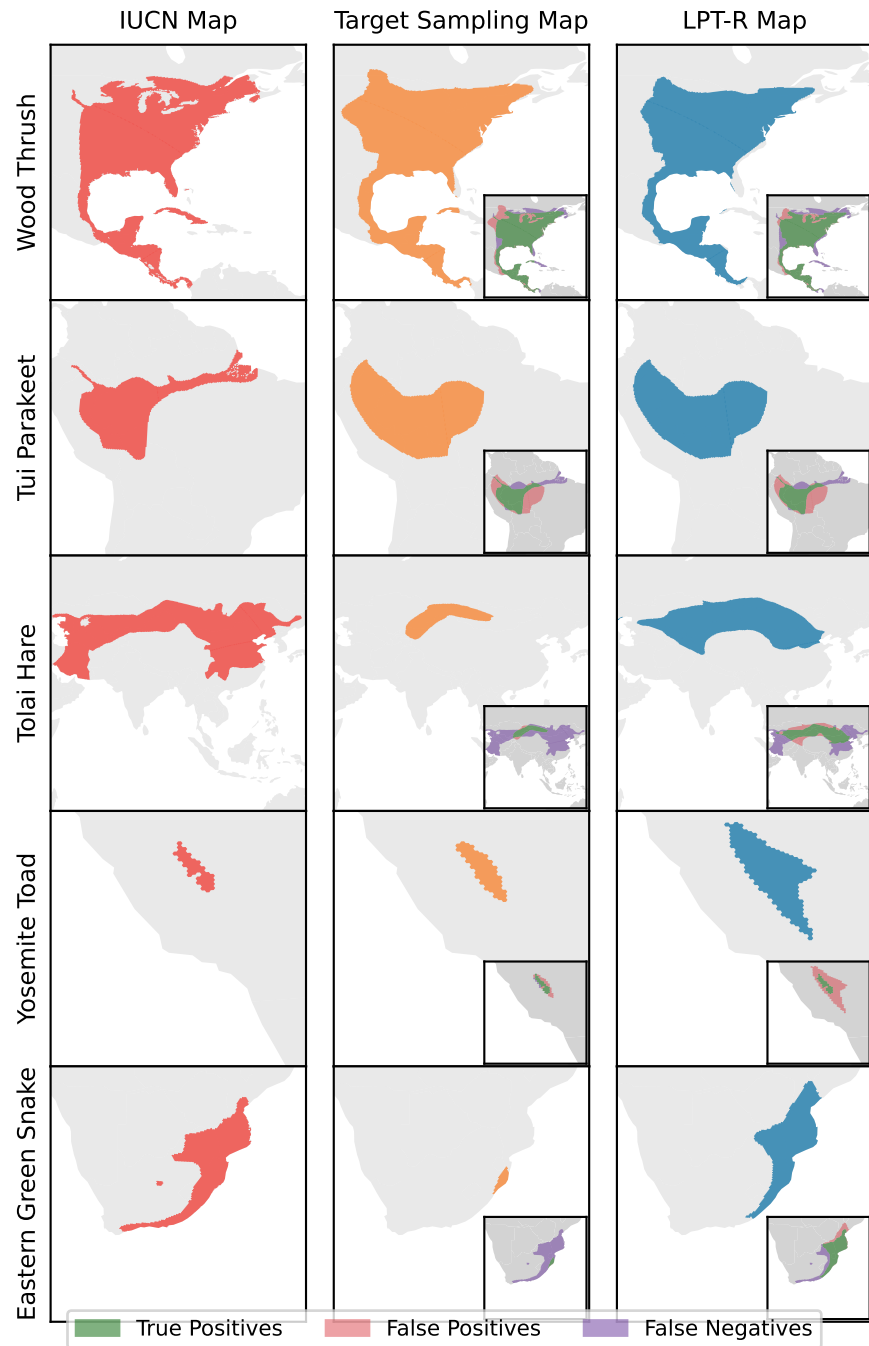 IUCN Map Target Sampling Map LPT-R Map
Wood Thrush
Tui Parakeet
Tolai Hare
Yosemite Toad
Eastern Green Snake
True Positives False Positives False Negatives